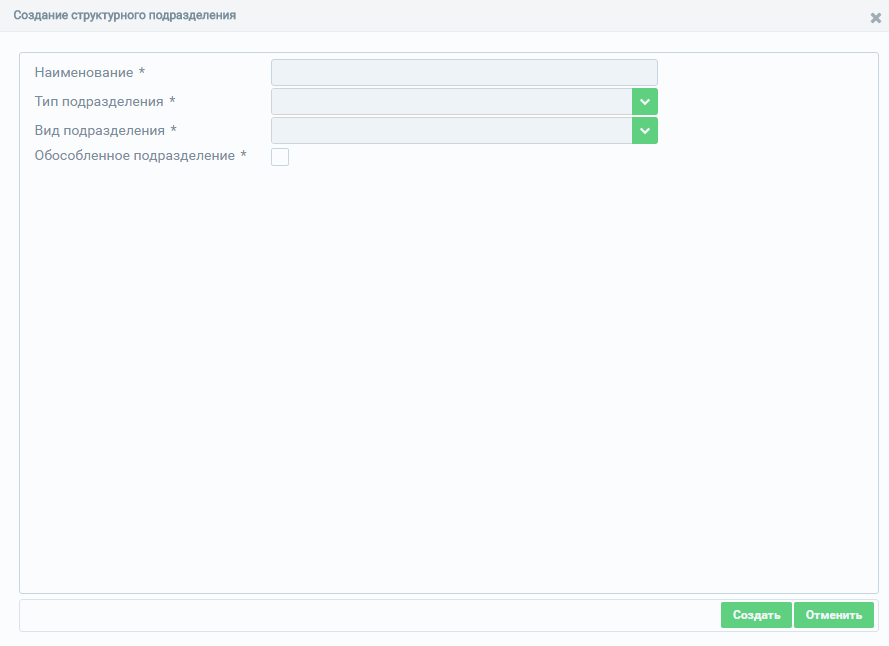 Создание структурного подразделения
Наименование *
Тип подразделения *
Вид подразделения *
Обособленное подразделение *
Создать Отменить